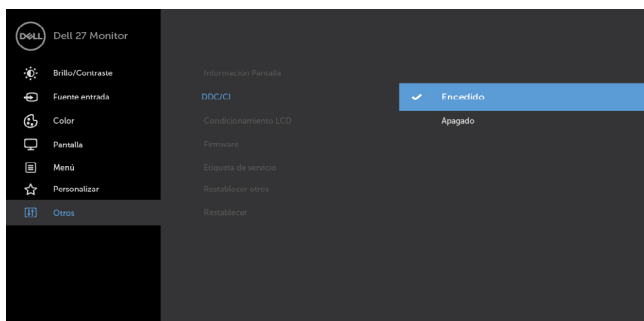 DELL Dell 27 Monitor
Brillo/Contraste
Fuente entrada
Color
Pantalla
Menú
Personalizar
Otros
Información Pantalla
DDC/CI
Condicionamiento LCD
Firmware
Etiqueta de servicio
Restablecer otros
Restablecer
Encedido
Apagado